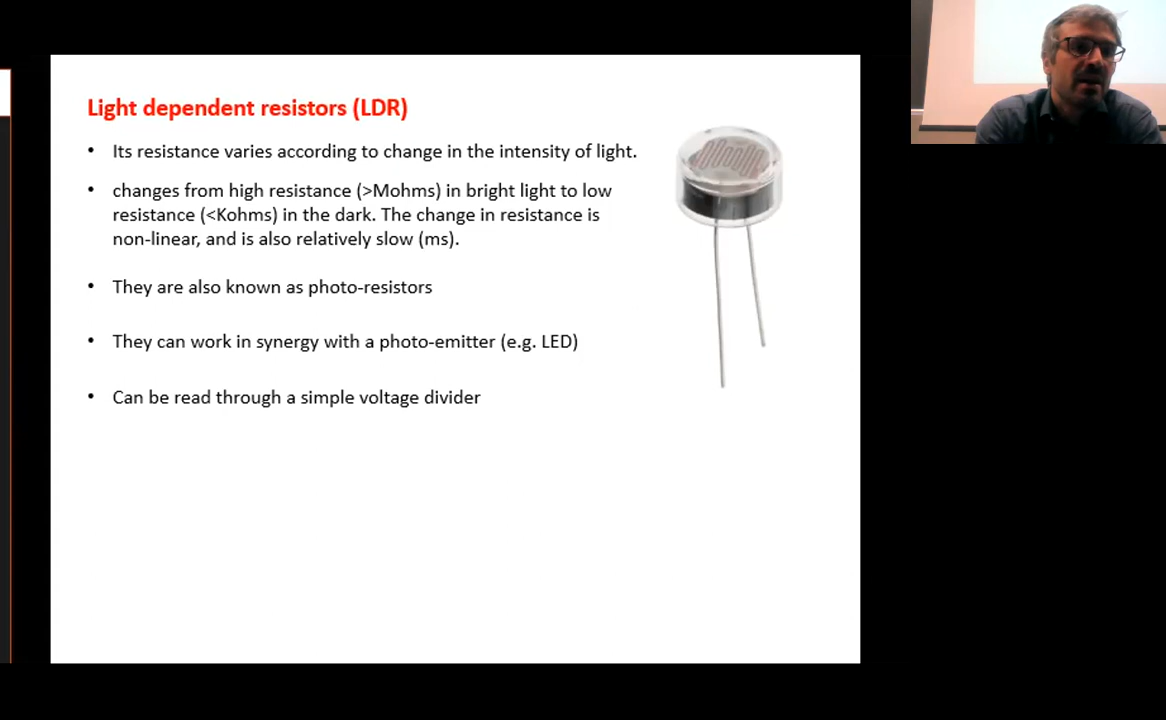 Light dependent resistors (LDR)
• Its resistance varies according to change in the intensity of light.
• changes from high resistance (>Mohms) in bright light to low
resistance (<Kohms) in the dark. The change in resistance is
non-linear, and is also relatively slow (ms).
• They are also known as photo-resistors
• They can work in synergy with a photo-emitter (e.g. LED)
• Can be read through a simple voltage divider